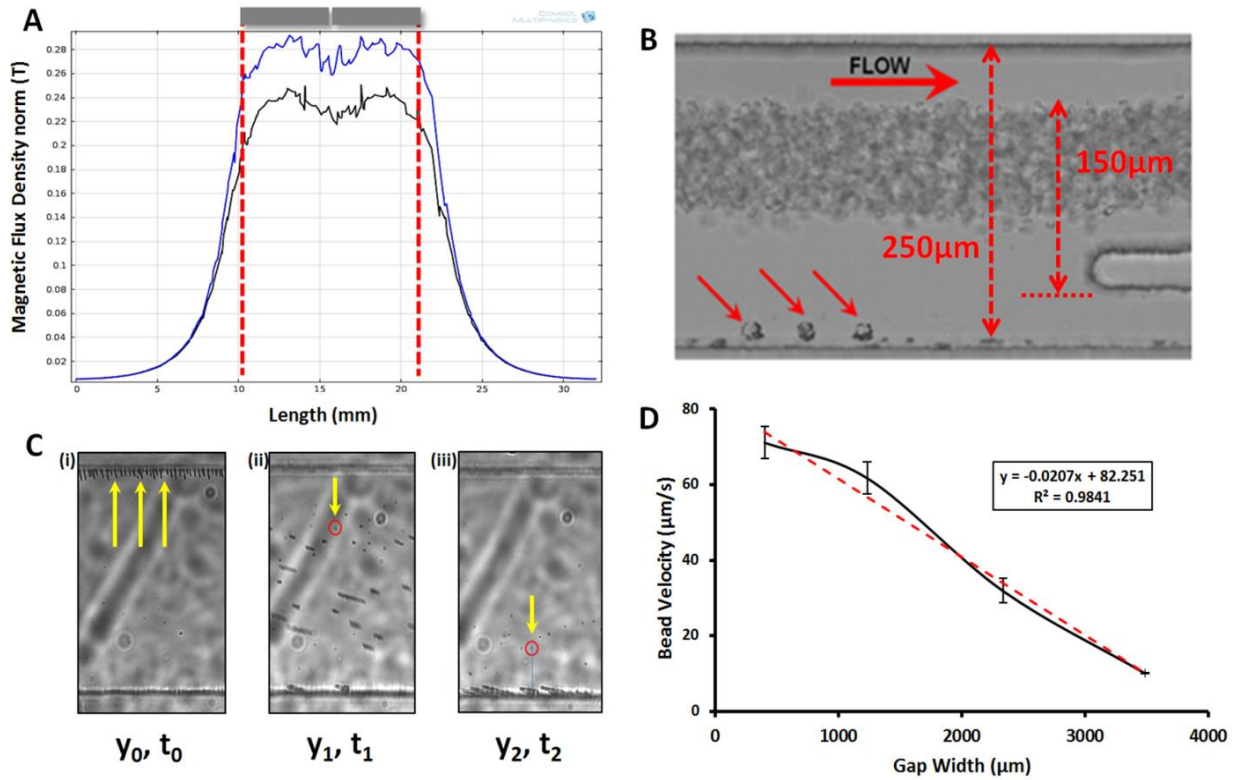 A
COMSOL
MULTIPHYSICS
Magnetic Flux Density norm (T)
0.28
0.26
0.24
0.22
0.2
0.18
0.16
0.14
0.12
0.1
0.08
0.06
0.04
0.02
0
5
10
15
20
25
30
Length (mm)
B
FLOW
150µm
250µm
C
(i)
(ii)
(iii)
y₀, t₀
y₁, t₁
y₂, t₂
D
Bead Velocity (µm/s)
80
60
40
20
0
y = -0.0207x + 82.251
R² = 0.9841
0
1000
2000
3000
4000
Gap Width (µm)